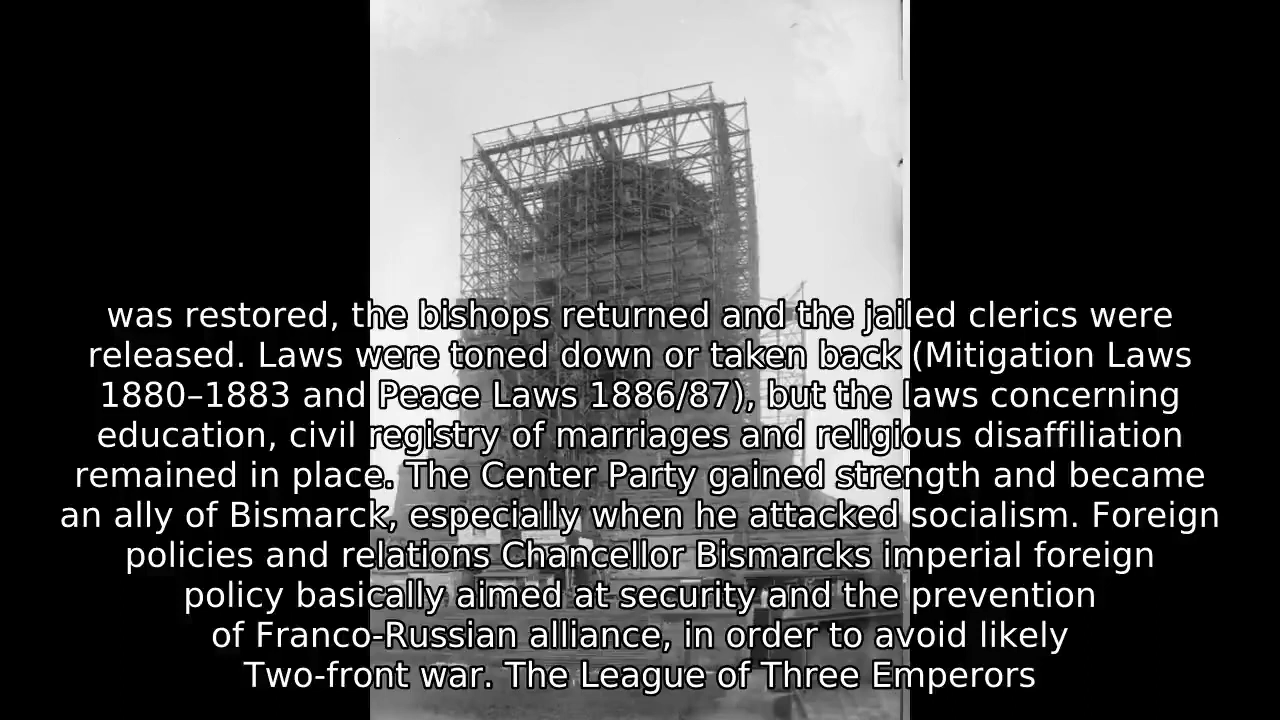 was restored, the bishops returned and the jailed clerics were
released. Laws were toned down or taken back (Mitigation Laws
1880–1883 and Peace Laws 1886/87), but the laws concerning
education, civil registry of marriages and religious disaffiliation
remained in place. The Center Party gained strength and became
an ally of Bismarck, especially when he attacked socialism. Foreign
policies and relations Chancellor Bismarcks imperial foreign
policy basically aimed at security and the prevention
of Franco-Russian alliance, in order to avoid likely
Two-front war. The League of Three Emperors